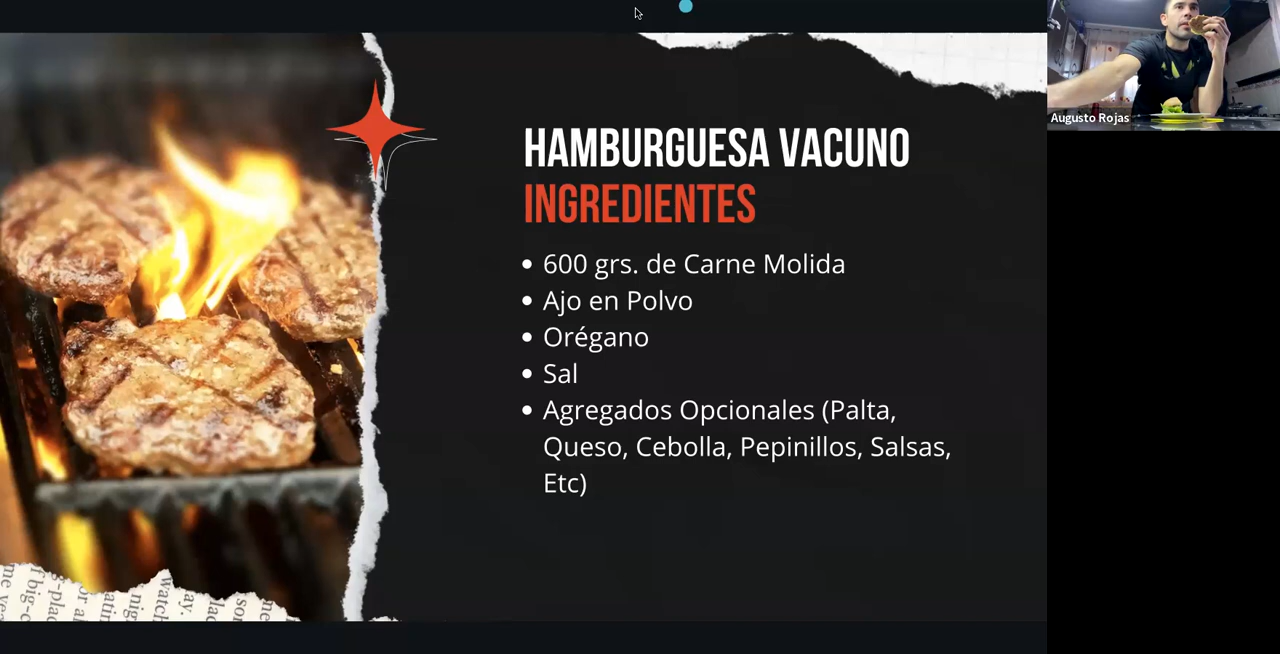 HAMBURGUESA VACUNO
INGREDIENTES
600 grs. de Carne Molida
Ajo en Polvo
Orégano
Sal
Agregados Opcionales (Palta,
Queso, Cebolla, Pepinillos, Salsas,
Etc)
Augusto Rojas